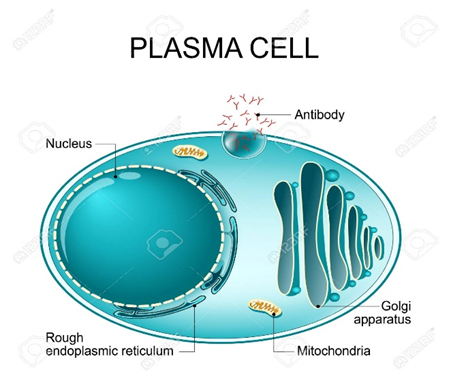 PLASMA CELL
Antibody
Nucleus
Golgi
apparatus
Rough
endoplasmic reticulum
Mitochondria